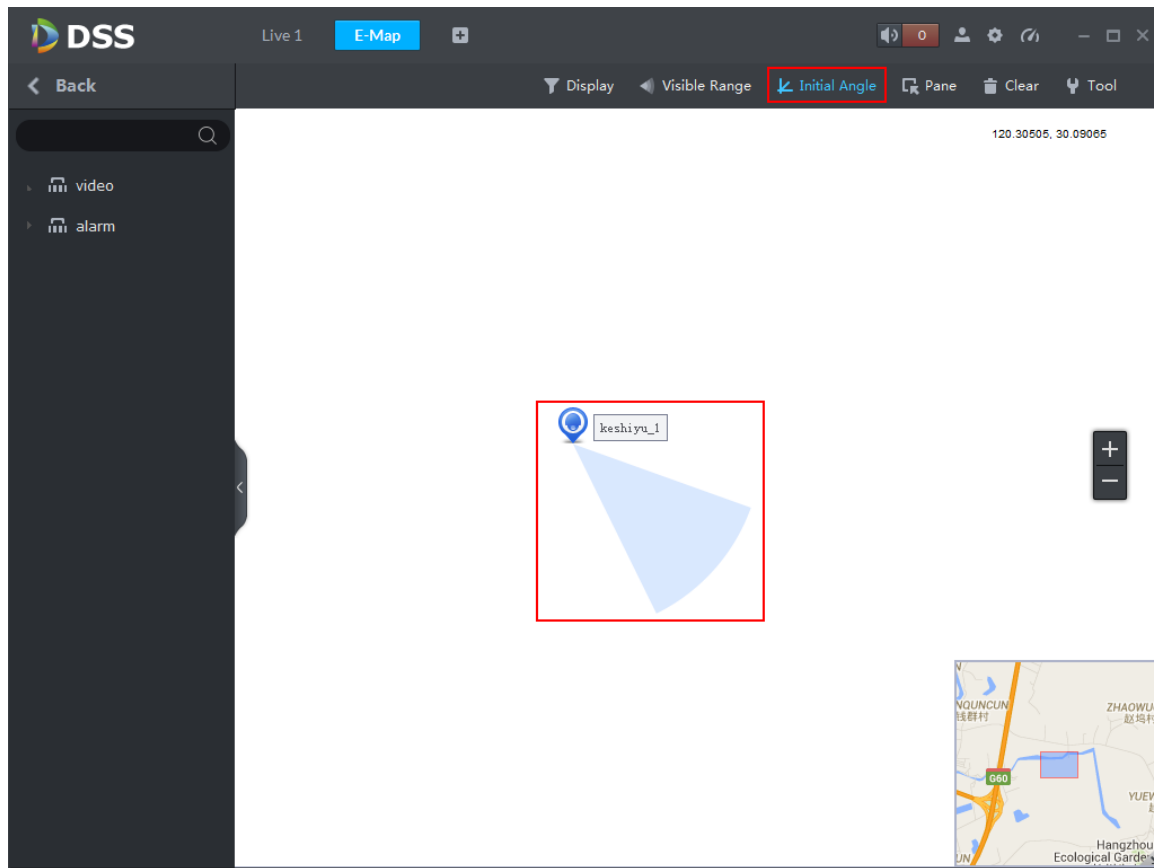 DSS
Live 1
E-Map
0
Back
Display
Visible Range
Initial Angle
Pane
Clear
Tool
120.30505, 30.09065
video
alarm
keshiyu_1
NQUNCUN
钱群村
ZHAOWU
赵坞村
G60
YUEW
UN
Hangzhou
Ecological Garde